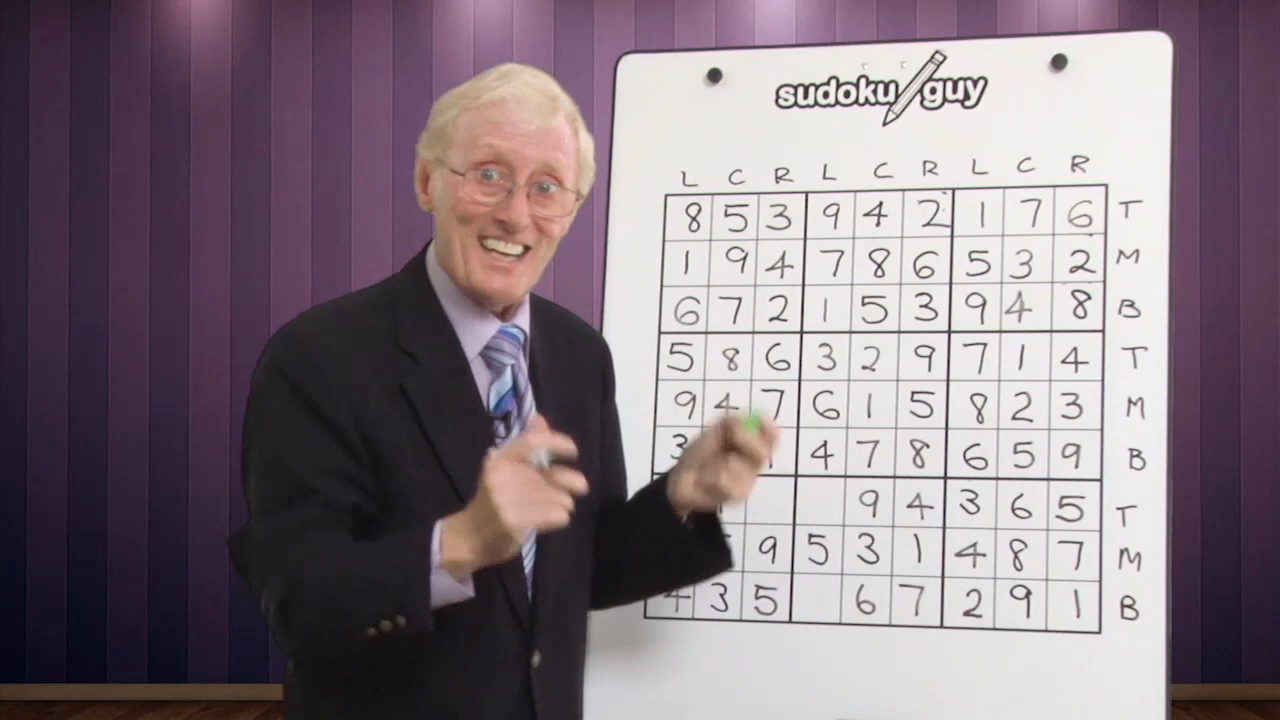 sudoku guy
L C R L C R L C R
8 5 3 9 4 2 1 7 6 T
1 9 4 7 8 6 5 3 2 M
6 7 2 1 5 3 9 4 8 B
5 8 6 3 2 9 7 1 4 T
9 4 7 6 1 5 8 2 3 M
3 4 7 8 6 5 9 B
9 4 3 6 5 T
9 5 3 1 4 8 7 M
4 3 5 6 7 2 9 1 B